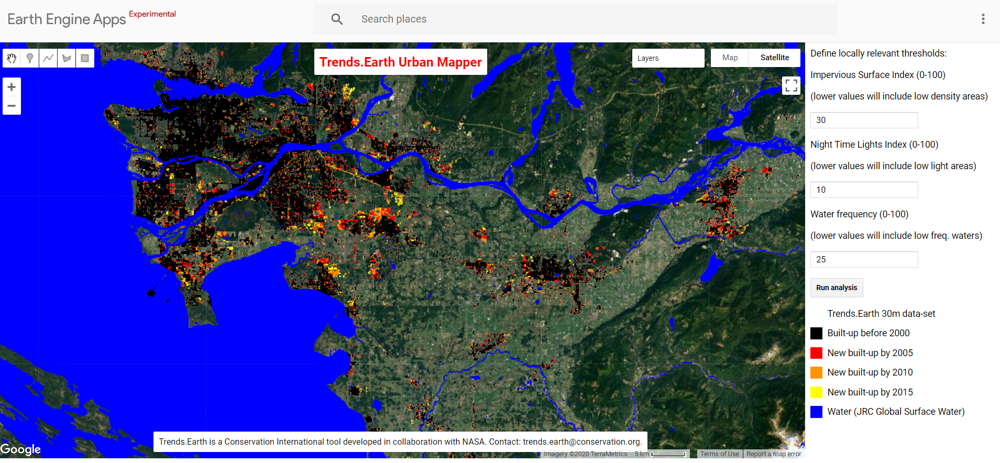 Earth Engine Apps Experimental
Search places
Trends.Earth Urban Mapper
Layers
Map
Satellite
Define locally relevant thresholds:
Impervious Surface Index (0-100)
(lower values will include low density areas)
30
Night Time Lights Index (0-100)
(lower values will include low light areas)
10
Water frequency (0-100)
(lower values will include low freq. waters)
25
Run analysis
Trends.Earth 30m data-set
Built-up before 2000
New built-up by 2005
New built-up by 2010
New built-up by 2015
Water (JRC Global Surface Water)
Trends.Earth is a Conservation International tool developed in collaboration with NASA. Contact: trends.earth@conservation.org.
Google
Imagery ©2020 TerraMetrics
5 km
Terms of Use
Report a map error